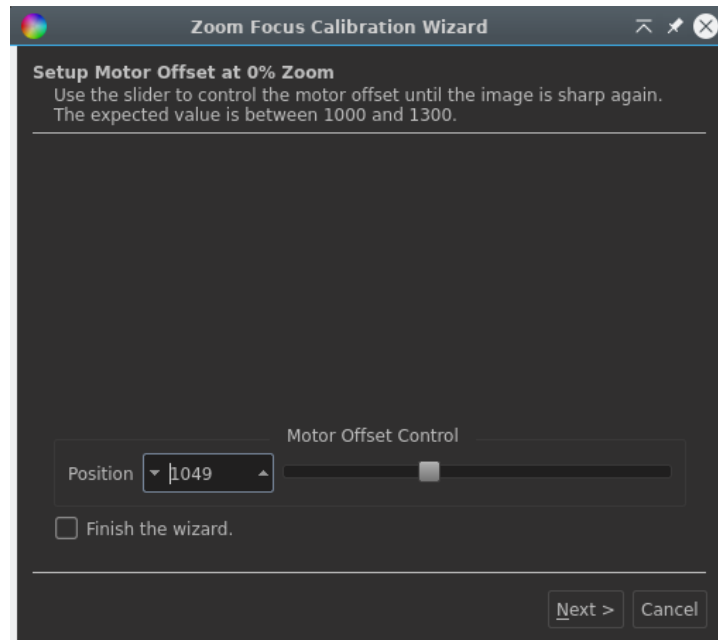 Zoom Focus Calibration Wizard
Setup Motor Offset at 0% Zoom
Use the slider to control the motor offset until the image is sharp again.
The expected value is between 1000 and 1300.
Motor Offset Control
Position 1049
Finish the wizard.
Next > Cancel